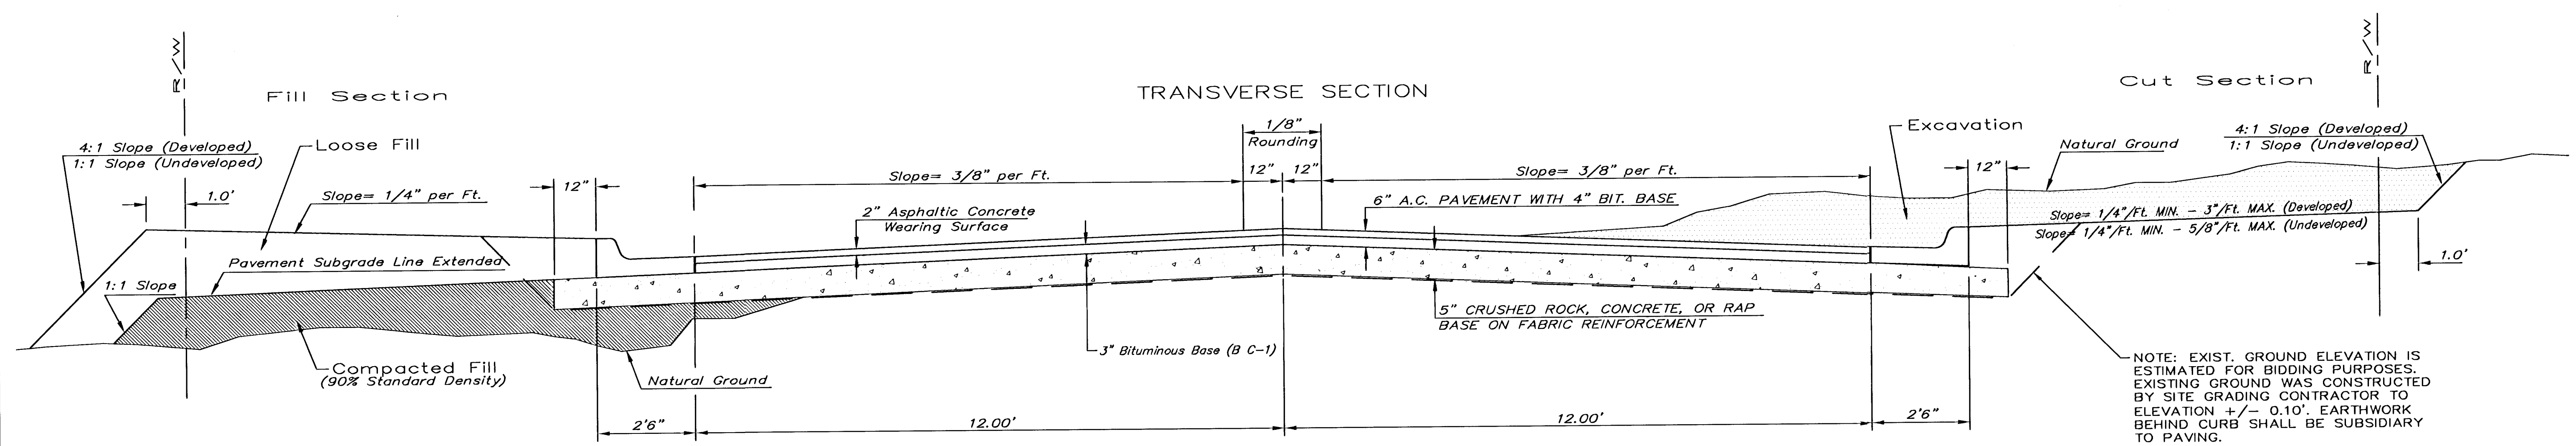 R/W
R/W
Fill Section
TRANSVERSE SECTION
Cut Section
4:1 Slope (Developed)
1:1 Slope (Undeveloped)
Loose Fill
1/8"
Rounding
Excavation
Natural Ground
4:1 Slope (Developed)
1:1 Slope (Undeveloped)
1.0'
Slope= 1/4" per Ft.
12"
Slope= 3/8" per Ft.
12"
12"
Slope= 3/8" per Ft.
12"
2" Asphaltic Concrete
Wearing Surface
6" A.C. PAVEMENT WITH 4" BIT. BASE
Slope= 1/4"/Ft. MIN. - 3"/Ft. MAX. (Developed)
Slope= 1/4"/Ft. MIN. - 5/8"/Ft. MAX. (Undeveloped)
1.0'
Pavement Subgrade Line Extended
1:1 Slope
5" CRUSHED ROCK, CONCRETE, OR RAP
BASE ON FABRIC REINFORCEMENT
3" Bituminous Base (B C-1)
Compacted Fill
(90% Standard Density)
Natural Ground
NOTE: EXIST. GROUND ELEVATION IS
ESTIMATED FOR BIDDING PURPOSES.
EXISTING GROUND WAS CONSTRUCTED
BY SITE GRADING CONTRACTOR TO
ELEVATION +/- 0.10'. EARTHWORK
BEHIND CURB SHALL BE SUBSIDIARY
TO PAVING.
2'6"
12.00'
12.00'
2'6"